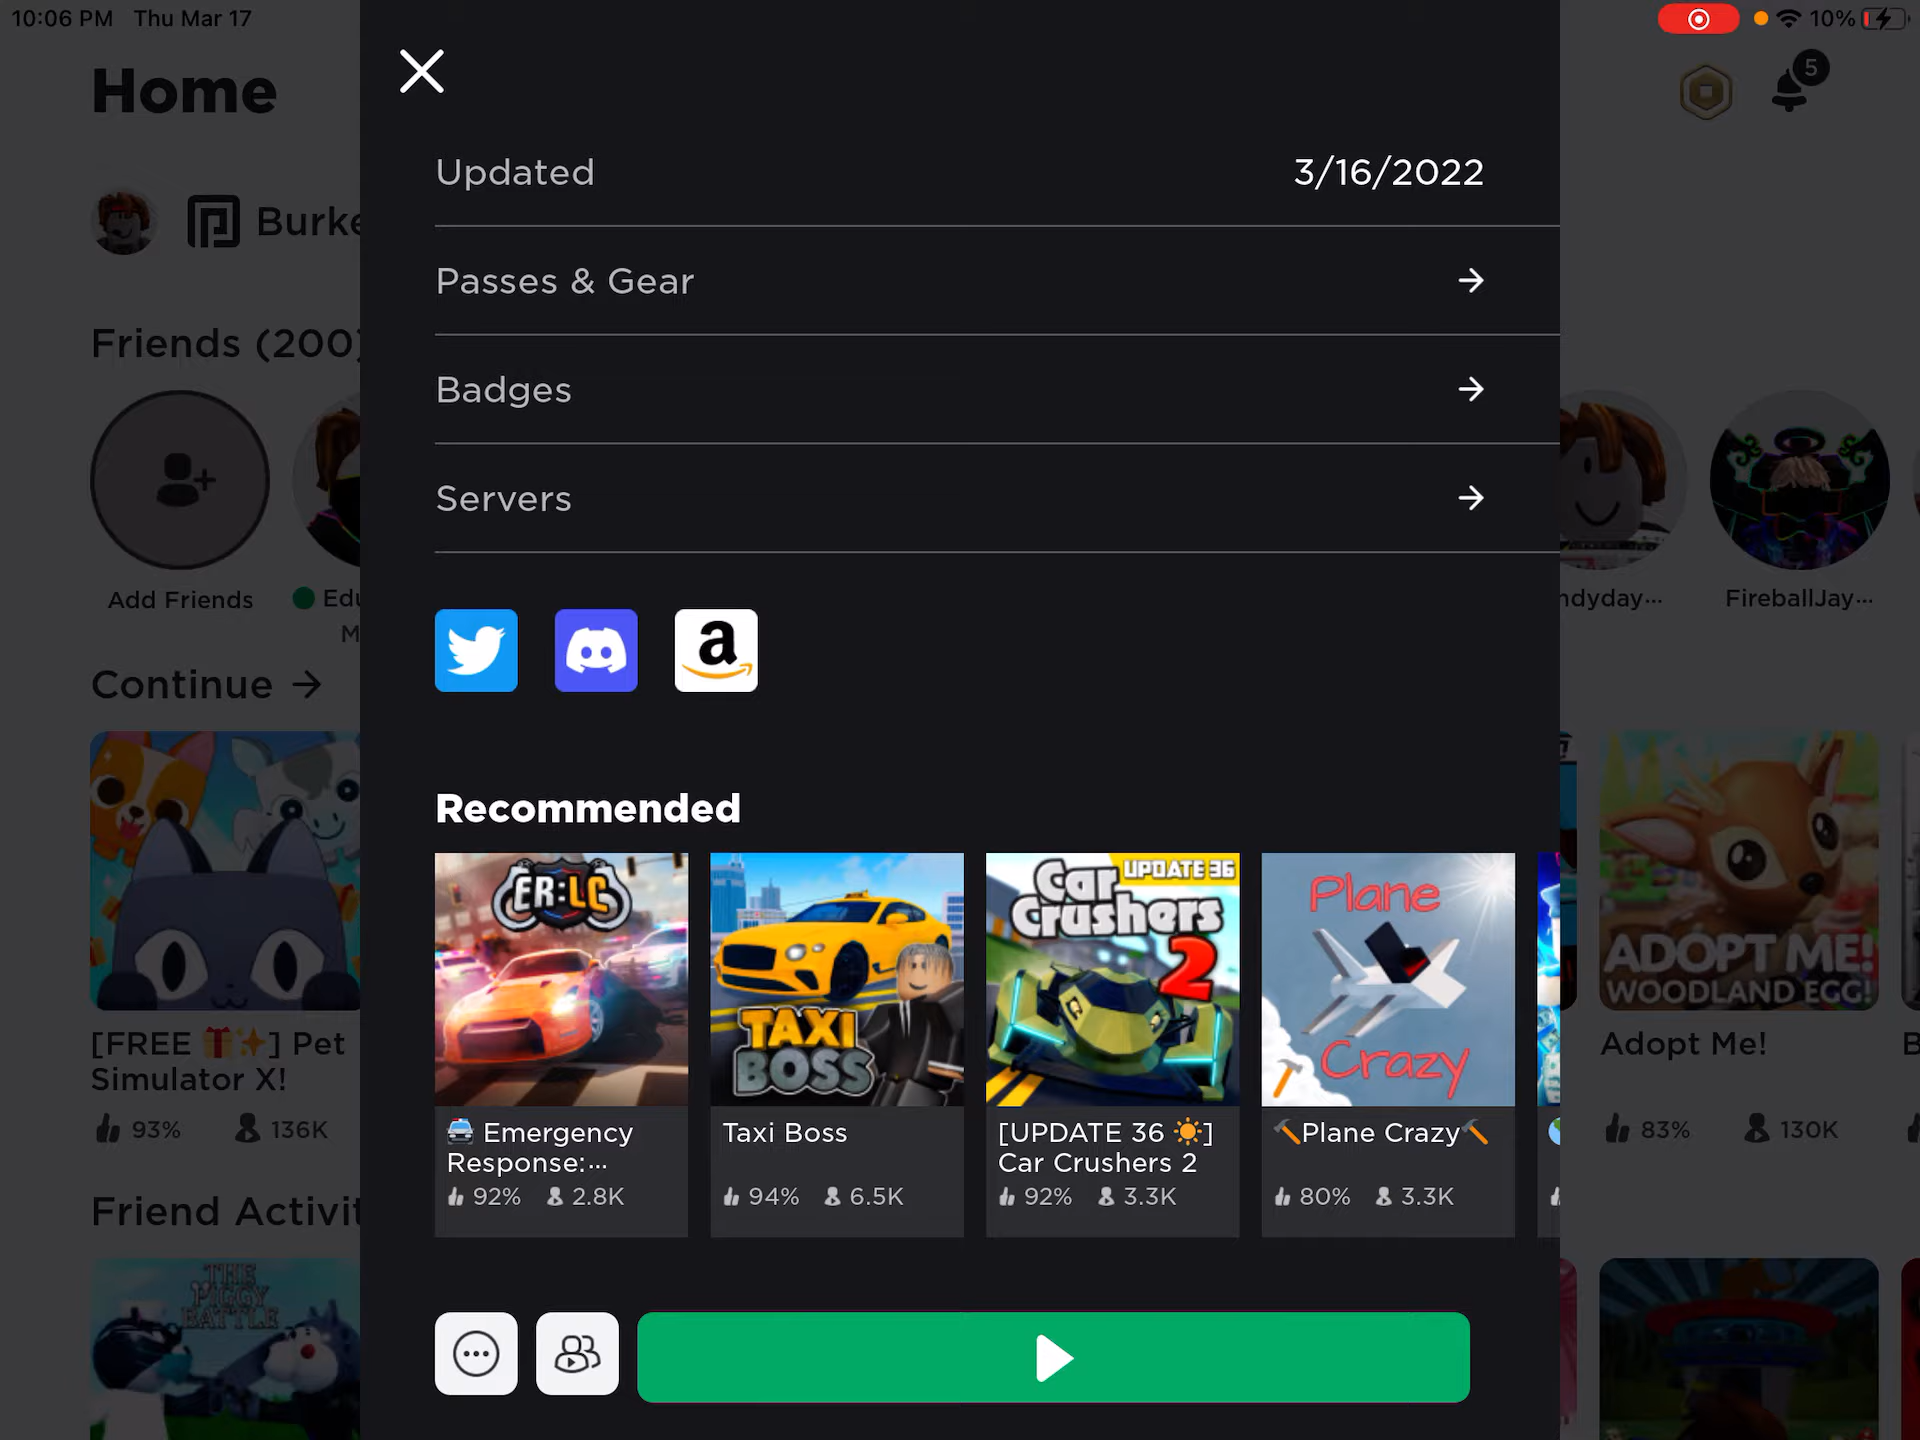 10:06 PM Thu Mar 17
10%
Home
5
Burke
Friends (200)
Add Friends
Edu
M
ndyday...
FireballJay...
Continue
[FREE 🎁✨] Pet
Simulator X!
93% 136K
ADOPT ME!
WOODLAND EGG!
Adopt Me!
B
83% 130K
Friend Activit
THE
PIGGY
BATTLE
Updated 3/16/2022
Passes & Gear
Badges
Servers
a
Recommended
ER:LC
🚔 Emergency
Response:...
92% 2.8K
TAXI
BOSS
Taxi Boss
94% 6.5K
UPDATE 36
Car
Crushers
2
[UPDATE 36 ☀️]
Car Crushers 2
92% 3.3K
Plane
Crazy
🔨Plane Crazy🔨
80% 3.3K